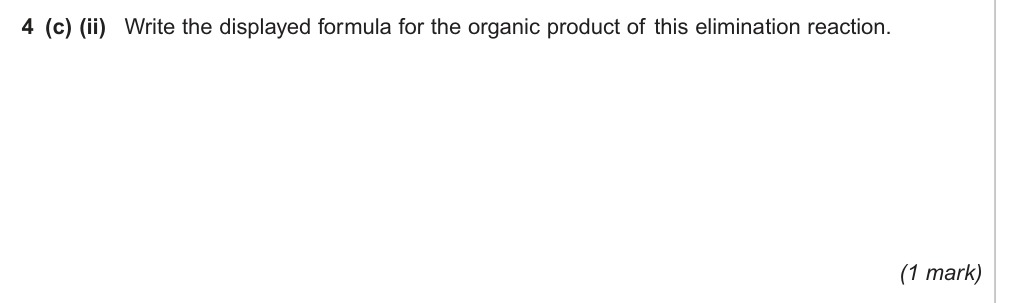 4 (c) (ii) Write the displayed formula for the organic product of this elimination reaction.
(1 mark)